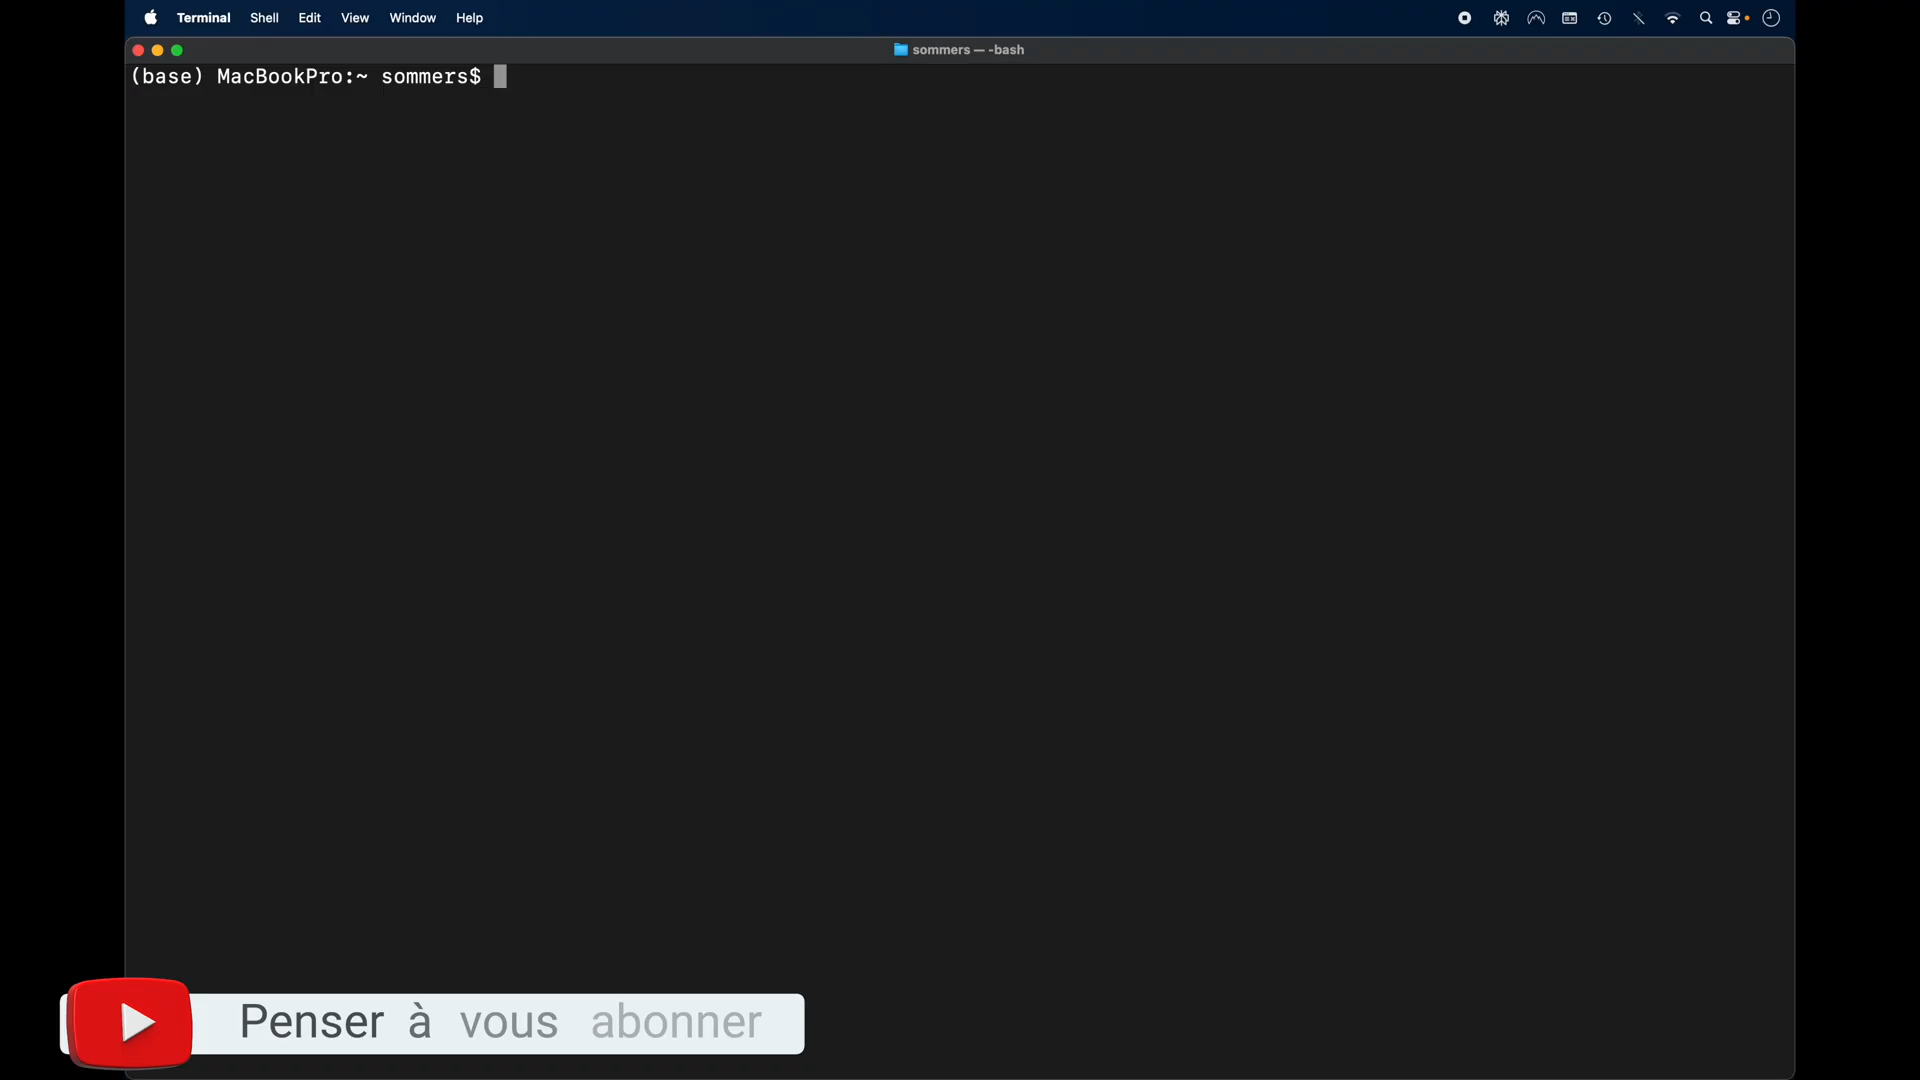 Terminal Shell Edit View Window Help
sommers — -bash
(base) MacBookPro:~ sommers$
Penser à vous abonner